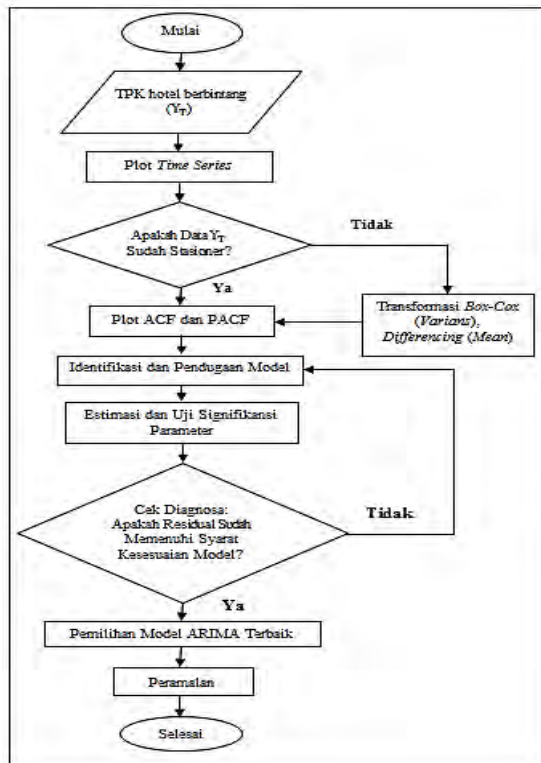 Mulai
TPK hotel berbintang
(Y_T)
Plot Time Series
Apakah Data Y_T
Sudah Stasioner?
Tidak
Ya
Transformasi Box-Cox
(Varians),
Differencing (Mean)
Plot ACF dan PACF
Identifikasi dan Pendugaan Model
Estimasi dan Uji Signifikansi
Parameter
Cek Diagnosa:
Apakah Residual Sudah
Memenuhi Syarat
Kesesuaian Model?
Tidak
Ya
Pemilihan Model ARIMA Terbaik
Peramalan
Selesai